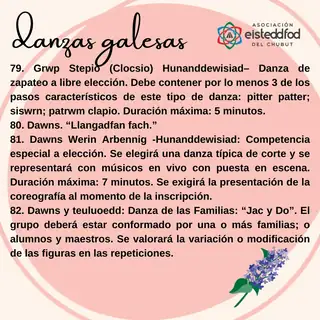 danzas galesas
ASOCIACIÓN
eisteddfod
DEL CHUBUT
79. Grwp Stepio (Clocsio) Hunanddewisiad– Danza de
zapateo a libre elección. Debe contener por lo menos 3 de los
pasos característicos de este tipo de danza: pitter patter;
siswrn; patrwm clapio. Duración máxima: 5 minutos.
80. Dawns. “Llangadfan fach.”
81. Dawns Werin Arbennig -Hunanddewisiad: Competencia
especial a elección. Se elegirá una danza típica de corte y se
representará con músicos en vivo con puesta en escena.
Duración máxima: 7 minutos. Se exigirá la presentación de la
coreografía al momento de la inscripción.
82. Dawns y teuluoedd: Danza de las Familias: “Jac y Do”. El
grupo deberá estar conformado por una o más familias; o
alumnos y maestros. Se valorará la variación o modificación
de las figuras en las repeticiones.